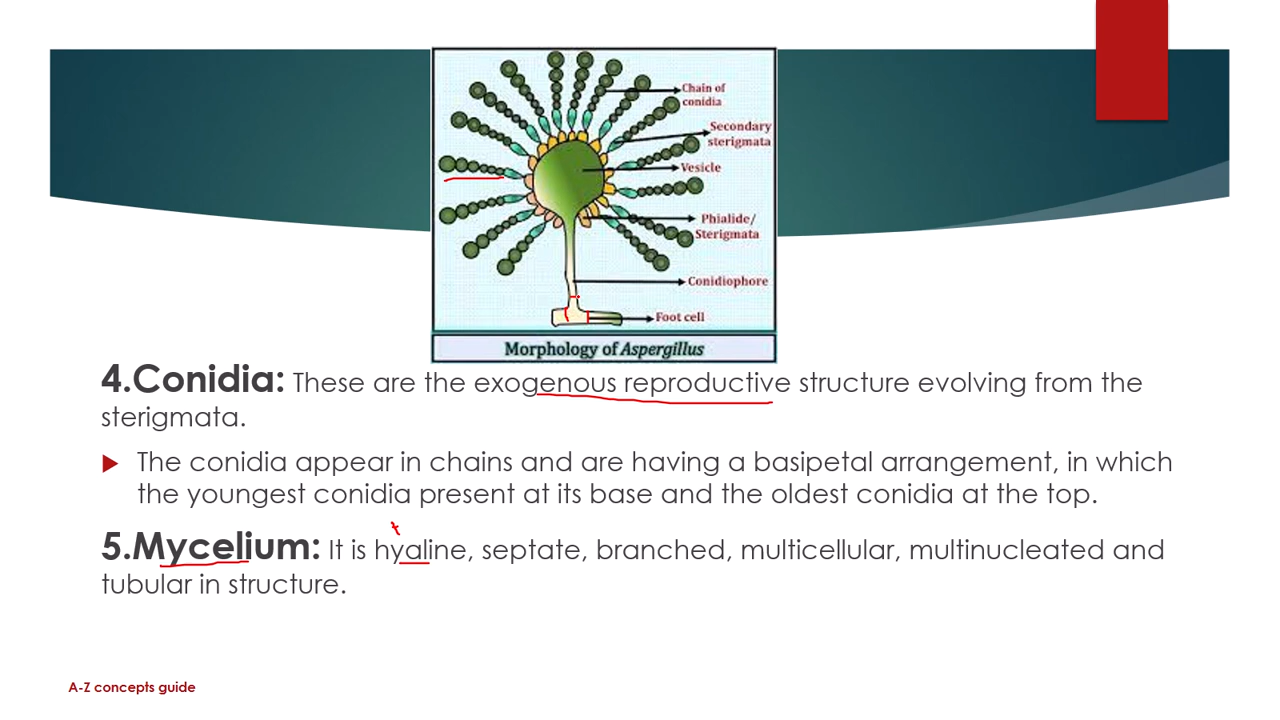 Chain of
conidia
Secondary
sterigmata
Vesicle
Phialide/
Sterigmata
Conidiophore
Foot cell
Morphology of Aspergillus
4.Conidia: These are the exogenous reproductive structure evolving from the
sterigmata.
The conidia appear in chains and are having a basipetal arrangement, in which
the youngest conidia present at its base and the oldest conidia at the top.
5.Mycelium: It is hyaline, septate, branched, multicellular, multinucleated and
tubular in structure.
A-Z concepts guide